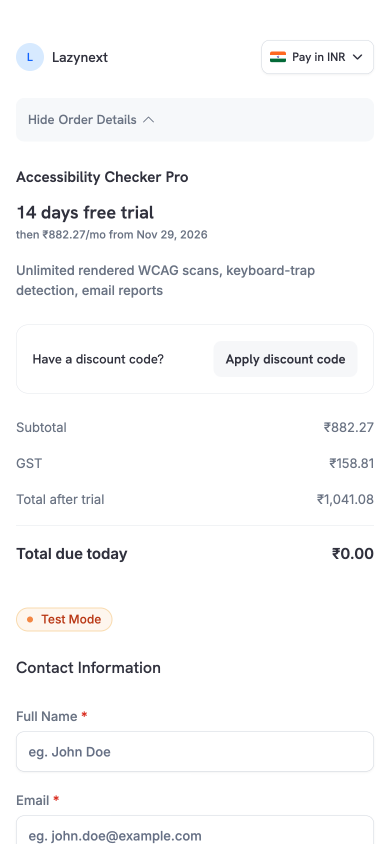 L Lazynext
Pay in INR
Hide Order Details
Accessibility Checker Pro
14 days free trial
then ₹882.27/mo from Nov 29, 2026
Unlimited rendered WCAG scans, keyboard-trap
detection, email reports
Have a discount code?
Apply discount code
Subtotal ₹882.27
GST ₹158.81
Total after trial ₹1,041.08
Total due today ₹0.00
Test Mode
Contact Information
Full Name *
eg. John Doe
Email *
eg. john.doe@example.com